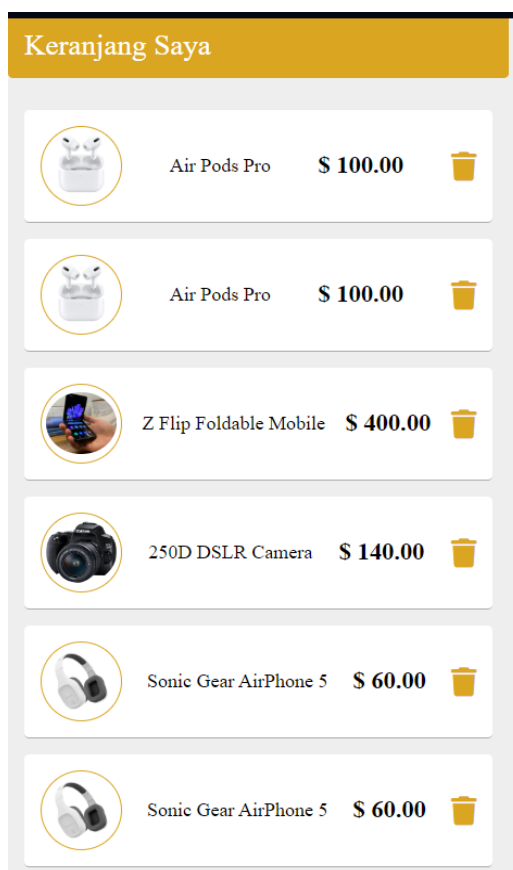 Keranjang Saya
Air Pods Pro $ 100.00
Air Pods Pro $ 100.00
Z Flip Foldable Mobile $ 400.00
250D DSLR Camera $ 140.00
Sonic Gear AirPhone 5 $ 60.00
Sonic Gear AirPhone 5 $ 60.00